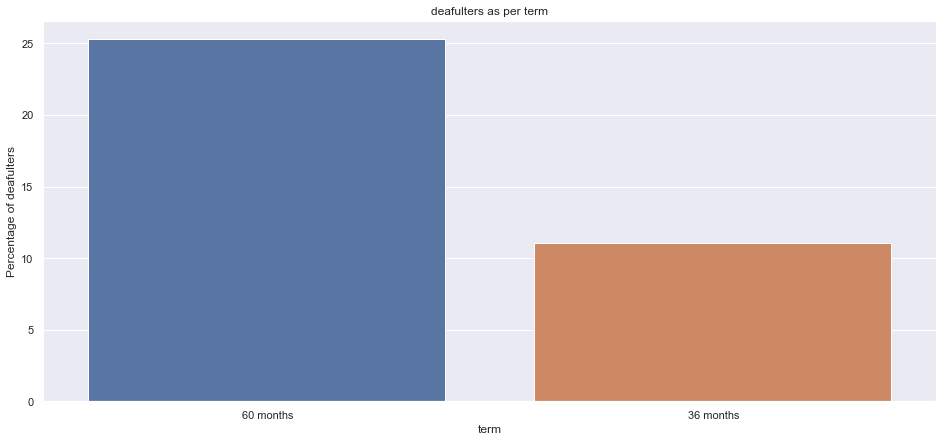 deafulters as per term
Percentage of deafulters
25
20
15
10
5
0
60 months
36 months
term